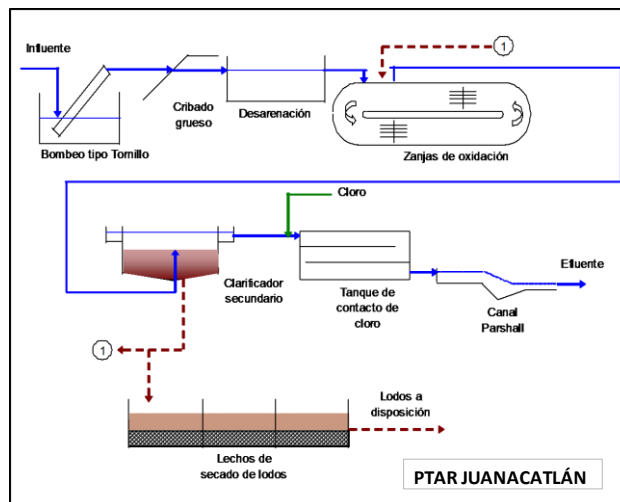 Influente
1
Cribado
grueso
Desarenación
Bombeo tipo Tornillo
Zanjas de oxidación
Cloro
Clarificador
secundario
Tanque de
contacto de
cloro
Efluente
Canal
Parshall
1
Lodos a
disposición
Lechos de
secado de lodos
PTAR JUANACATLÁN